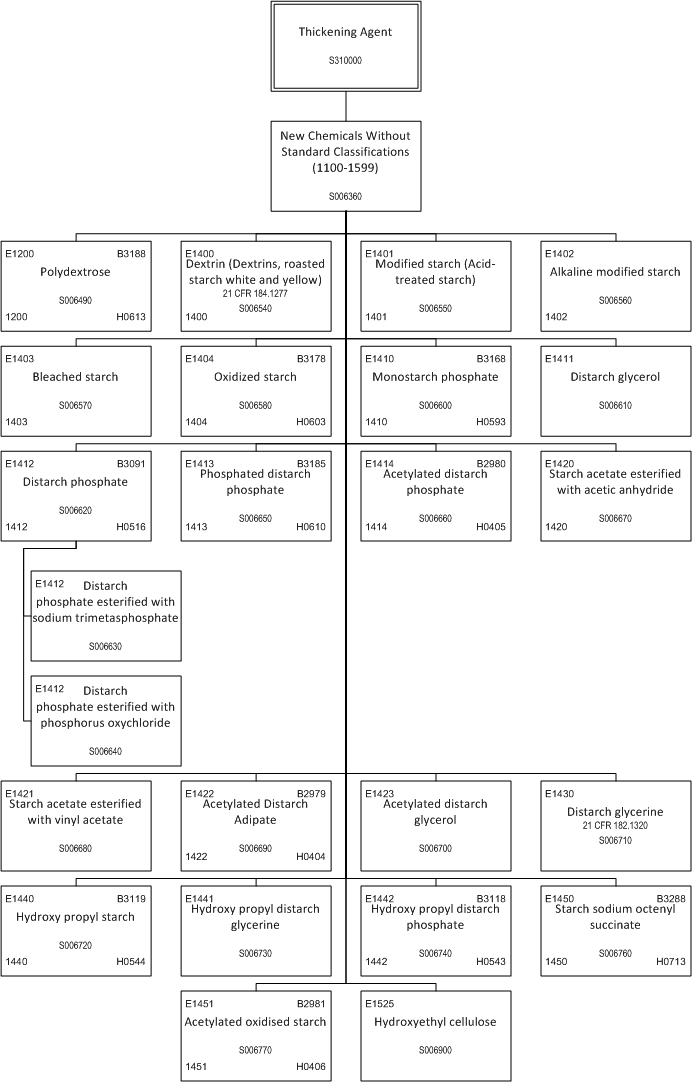 Thickening Agent
S310000
New Chemicals Without
Standard Classifications
(1100-1599)
S006360
E1200 B3188
Polydextrose
S006490
1200 H0613
E1400
Dextrin (Dextrins, roasted
starch white and yellow)
21 CFR 184.1277
S006540
1400
E1401
Modified starch (Acid-
treated starch)
S006550
1401
E1402
Alkaline modified starch
S006560
1402
E1403
Bleached starch
S006570
1403
E1404 B3178
Oxidized starch
S006580
1404 H0603
E1410 B3168
Monostarch phosphate
S006600
1410 H0593
E1411
Distarch glycerol
S006610
E1412 B3091
Distarch phosphate
S006620
1412 H0516
E1413 B3185
Phosphated distarch
phosphate
S006650
1413 H0610
E1414 B2980
Acetylated distarch
phosphate
S006660
1414 H0405
E1420
Starch acetate esterified
with acetic anhydride
S006670
1420
E1412 Distarch
phosphate esterified with
sodium trimetasphosphate
S006630
E1412 Distarch
phosphate esterified with
phosphorus oxychloride
S006640
E1421
Starch acetate esterified
with vinyl acetate
S006680
E1422 B2979
Acetylated Distarch
Adipate
S006690
1422 H0404
E1423
Acetylated distarch
glycerol
S006700
E1430
Distarch glycerine
21 CFR 182.1320
S006710
E1440 B3119
Hydroxy propyl starch
S006720
1440 H0544
E1441
Hydroxy propyl distarch
glycerine
S006730
E1442 B3118
Hydroxy propyl distarch
phosphate
S006740
1442 H0543
E1450 B3288
Starch sodium octenyl
succinate
S006760
1450 H0713
E1451 B2981
Acetylated oxidised starch
S006770
1451 H0406
E1525
Hydroxyethyl cellulose
S006900